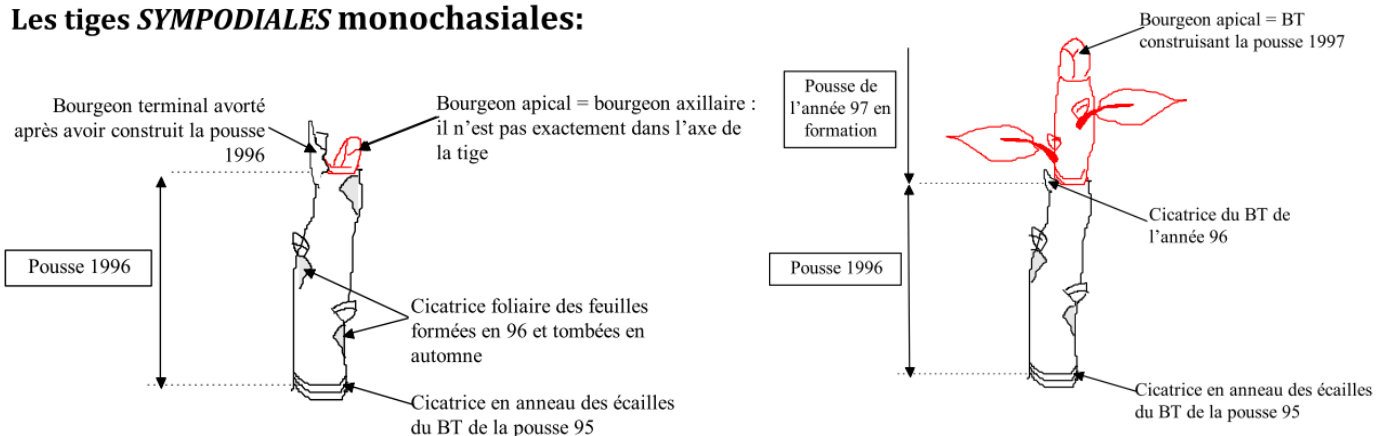 Les tiges SYMPODIALES monochasiales:
Bourgeon terminal avorté
après avoir construit la pousse
1996
Bourgeon apical = bourgeon axillaire :
il n’est pas exactement dans l’axe de
la tige
Pousse 1996
Cicatrice foliaire des feuilles
formées en 96 et tombées en
automne
Cicatrice en anneau des écailles
du BT de la pousse 95
Bourgeon apical = BT
construisant la pousse 1997
Pousse de
l’année 97 en
formation
Cicatrice du BT de
l’année 96
Pousse 1996
Cicatrice en anneau des écailles
du BT de la pousse 95